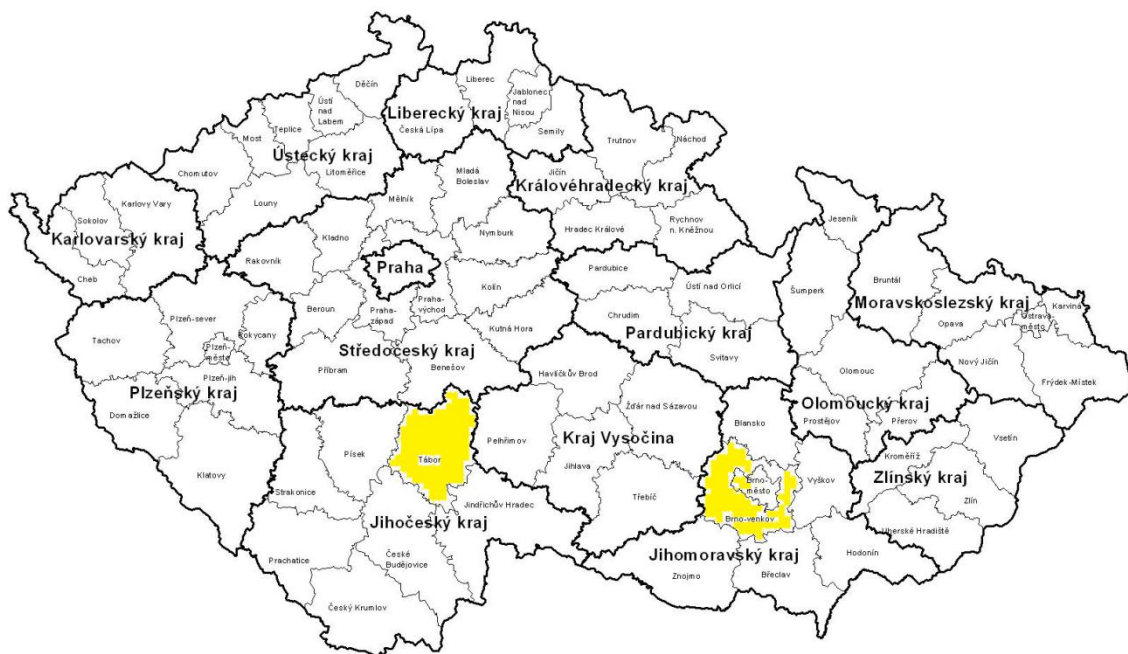 Děčín
Liberec
Ústí
nad
Labem
Jablonec
nad
Nisou
Teplice
Most
Liberecký kraj
Česká Lípa
Semily
Trutnov
Náchod
Ústecký kraj
Chomutov
Litoměřice
Mladá
Boleslav
Jičín
Královéhradecký kraj
Karlovy Vary
Louny
Mělník
Sokolov
Karlovarský kraj
Kladno
Nymburk
Hradec Králové
Rychnov
n. Kněžnou
Jeseník
Cheb
Rakovník
Praha
Pardubice
Bruntál
Kolín
Ústí nad Orlicí
Šumperk
Moravskoslezský kraj
Karviná
Ostrava-
město
Opava
Beroun
Praha-
západ
Praha-
východ
Plzeň-sever
Rokycany
Chrudim
Pardubický kraj
Tachov
Plzeň-
město
Středočeský kraj
Kutná Hora
Svitavy
Nový Jičín
Příbram
Benešov
Havlíčkův Brod
Olomouc
Frýdek-Místek
Plzeň-jih
Plzeňský kraj
Žďár nad Sázavou
Olomoucký kraj
Domažlice
Prostějov
Přerov
Blansko
Pelhřimov
Kraj Vysočina
Vsetín
Písek
Tábor
Kroměříž
Klatovy
Jihlava
Zlínský kraj
Brno-
město
Vyškov
Strakonice
Třebíč
Zlín
Jindřichův Hradec
Jihočeský kraj
Brno-venkov
Uherské Hradiště
Prachatice
České
Budějovice
Jihomoravský kraj
Hodonín
Znojmo
Břeclav
Český Krumlov